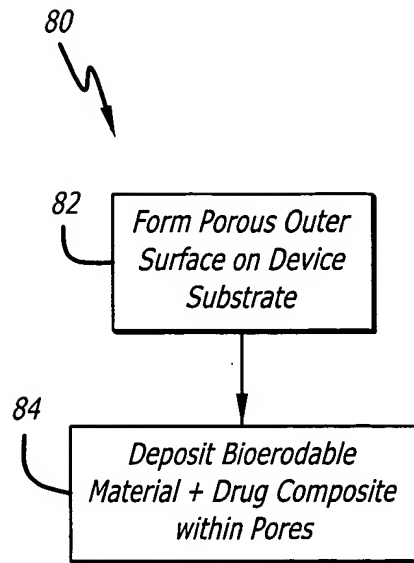 80
82
Form Porous Outer
Surface on Device
Substrate
84
Deposit Bioerodable
Material + Drug Composite
within Pores